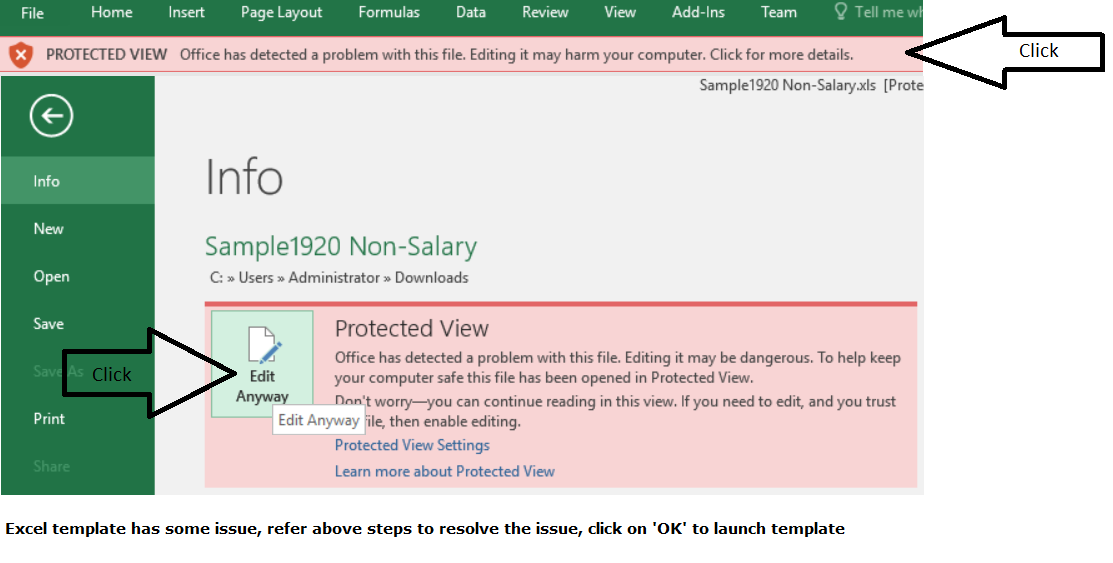 File Home Insert Page Layout Formulas Data Review View Add-Ins Team Tell me wh
PROTECTED VIEW Office has detected a problem with this file. Editing it may harm your computer. Click for more details.
Click
Sample1920 Non-Salary.xls [Prote
Info
New
Open
Save
Save As
Print
Share
Info
Sample1920 Non-Salary
C: » Users » Administrator » Downloads
Click
Edit
Anyway
Edit Anyway
Protected View
Office has detected a problem with this file. Editing it may be dangerous. To help keep
your computer safe this file has been opened in Protected View.
Don't worry—you can continue reading in this view. If you need to edit, and you trust
file, then enable editing.
Protected View Settings
Learn more about Protected View
Excel template has some issue, refer above steps to resolve the issue, click on 'OK' to launch template